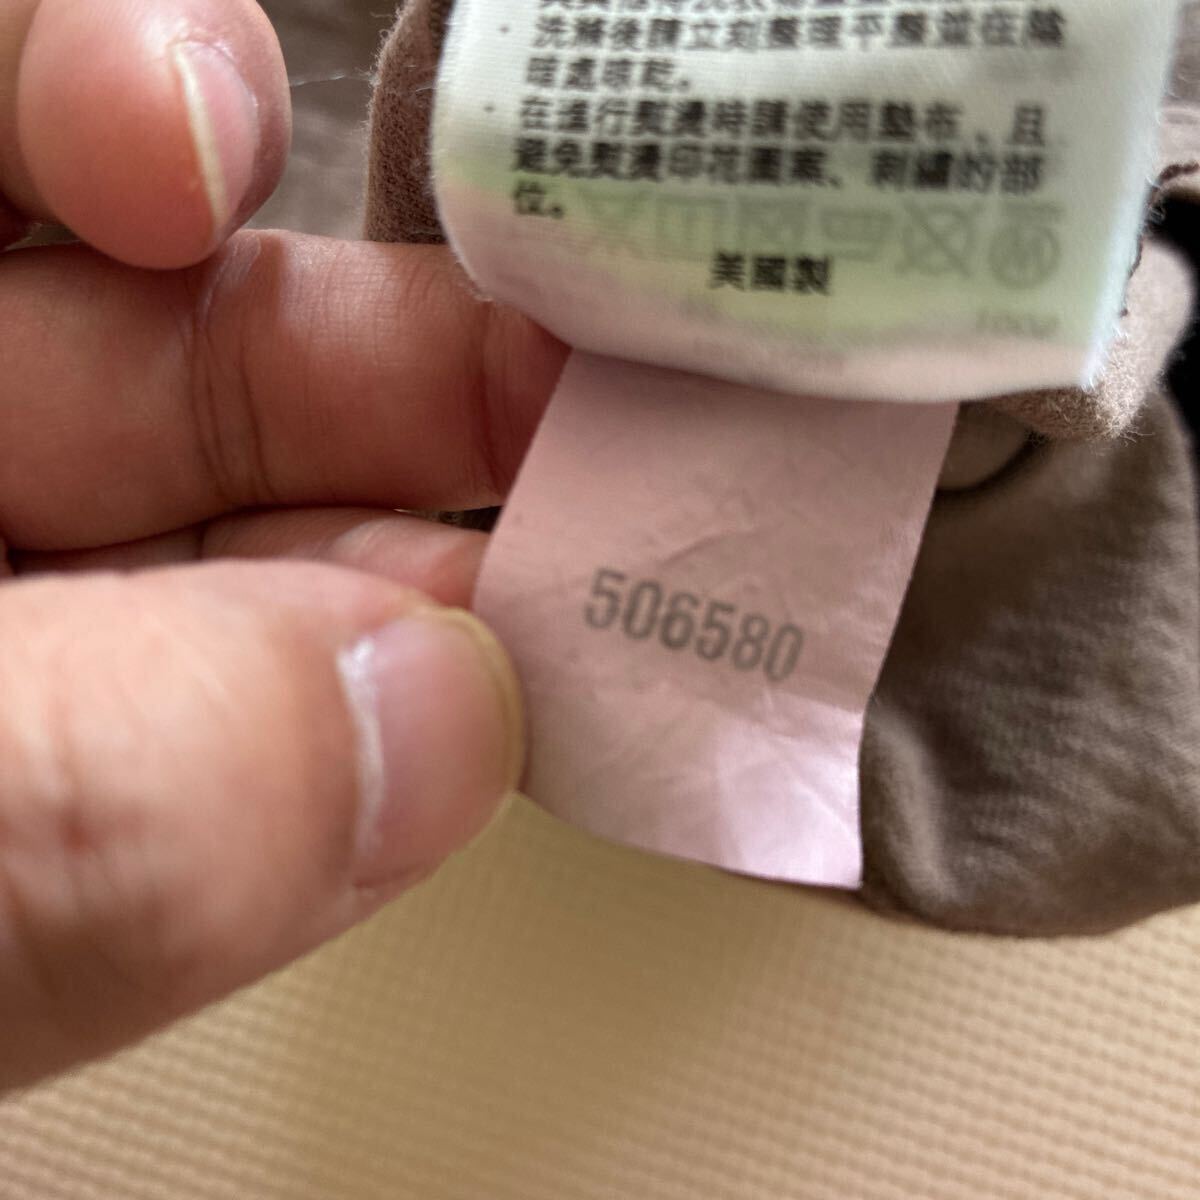 洗滌後請立刻整理平整並在陰
暗處晾乾。
・在進行熨燙時請使用墊布，且
避免熨燙印花圖案、刺繡的部
位。
美國製
506580